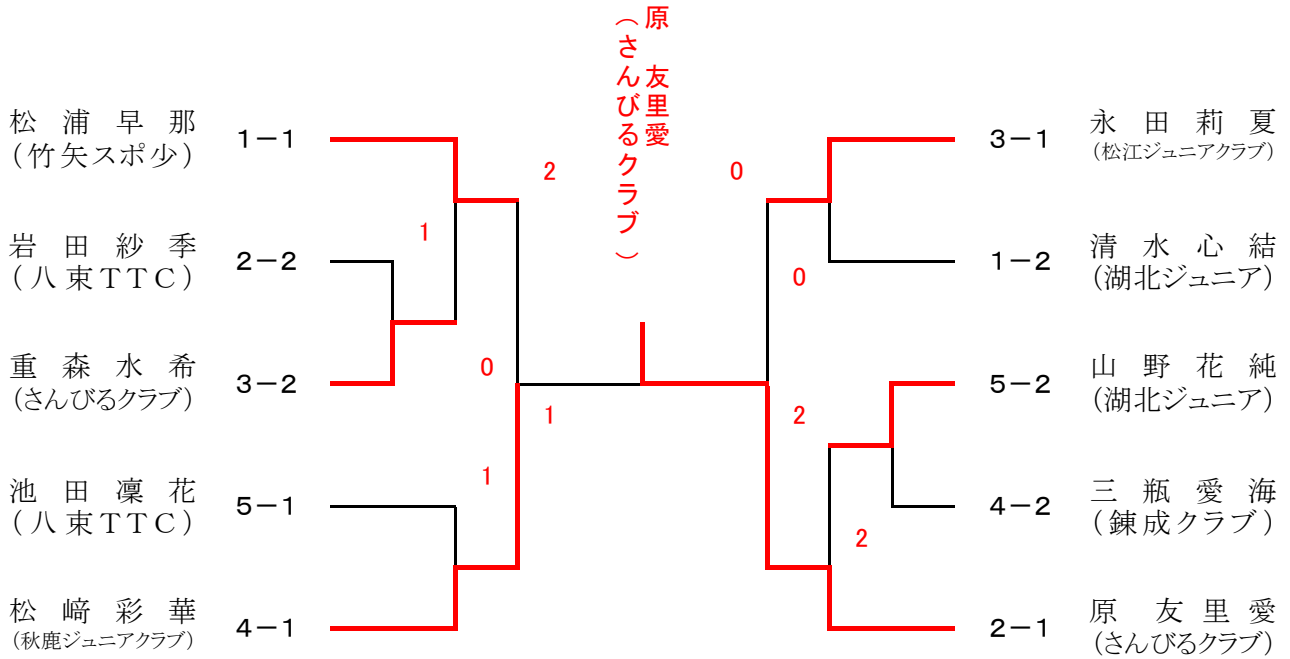 原　友里愛
（さんびるクラブ）
松浦早那
(竹矢スポ少)
1－1
岩田紗季
(八束TTC)
2－2
重森水希
(さんびるクラブ)
3－2
池田凜花
(八束TTC)
5－1
松﨑彩華
(秋鹿ジュニアクラブ)
4－1
2
1
0
1
1
0
0
2
2
3－1
永田莉夏
(松江ジュニアクラブ)
1－2
清水心結
(湖北ジュニア)
5－2
山野花純
(湖北ジュニア)
4－2
三瓶愛海
(錬成クラブ)
2－1
原　友里愛
(さんびるクラブ)